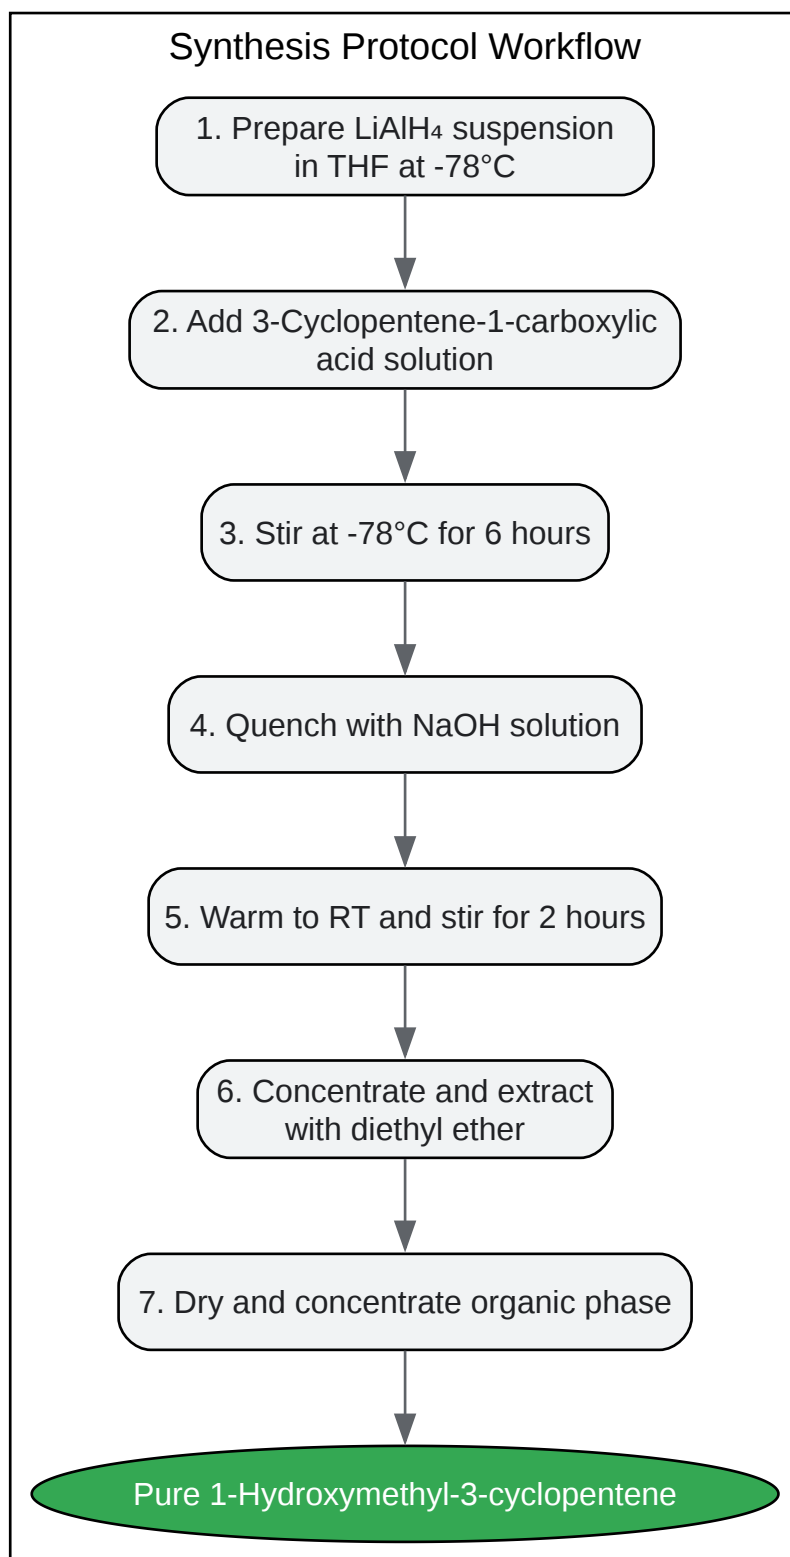 Synthesis Protocol Workflow
1. Prepare LiAlH₄ suspension
in THF at -78°C
2. Add 3-Cyclopentene-1-carboxylic
acid solution
3. Stir at -78°C for 6 hours
4. Quench with NaOH solution
5. Warm to RT and stir for 2 hours
6. Concentrate and extract
with diethyl ether
7. Dry and concentrate organic phase
Pure 1-Hydroxymethyl-3-cyclopentene